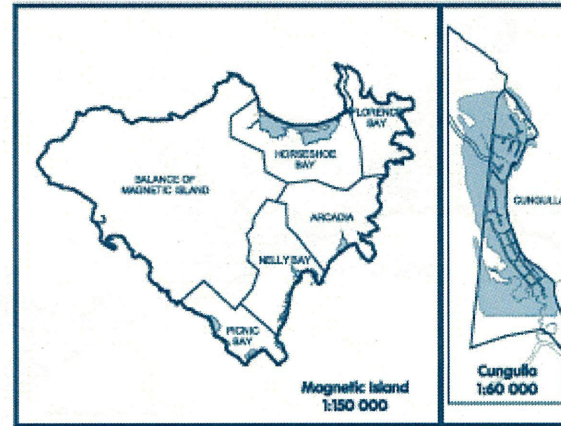 FLORENCE
BAY
HORSESHOE
BAY
BALANCE OF
MAGNETIC ISLAND
ARCADIA
NELLY BAY
PICNIC
BAY
Magnetic Island
1:150 000
CUNGULLA
Cungulla
1:60 000